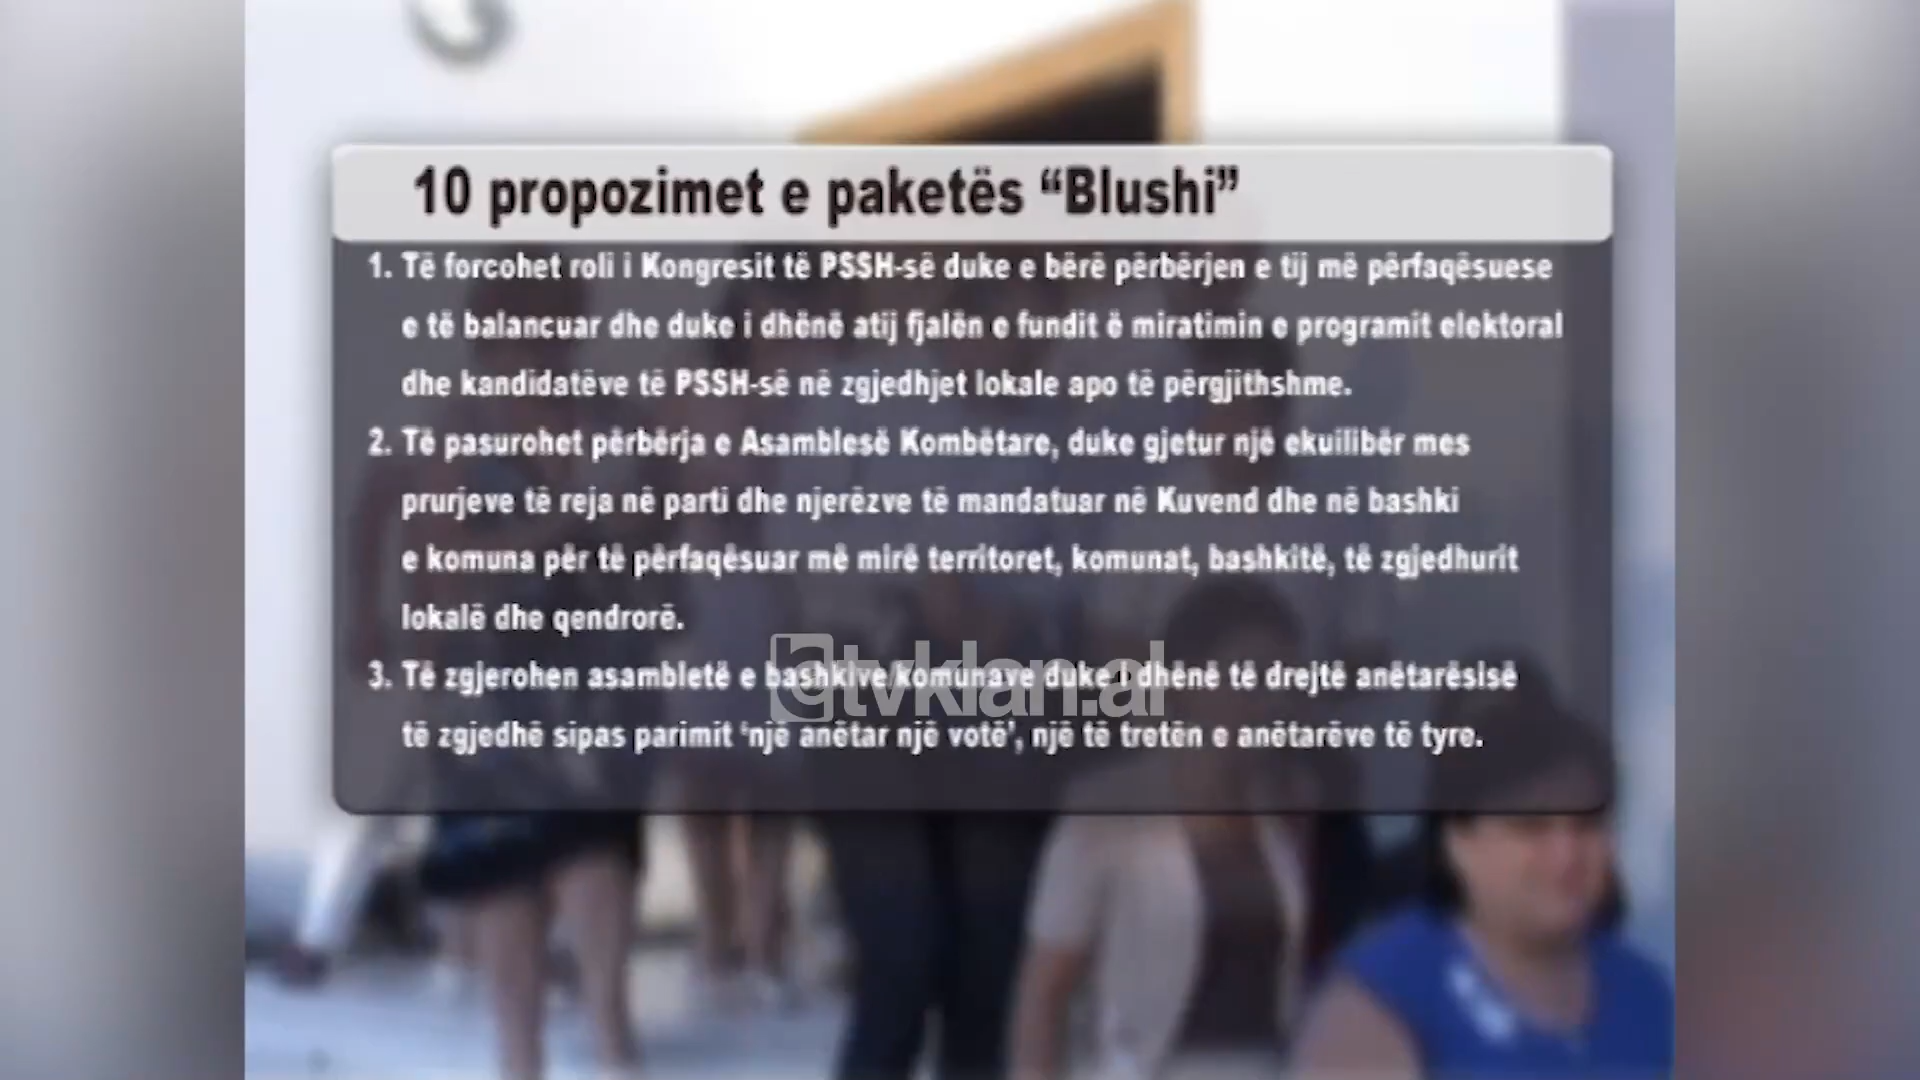 10 propozimet e paketës “Blushi”
1. Të forcohet roli i Kongresit të PSSH-së duke e bërë përbërjen e tij më përfaqësuese
e të balancuar dhe duke i dhënë atij fjalën e fundit ë miratimin e programit elektoral
dhe kandidatëve të PSSH-së në zgjedhjet lokale apo të përgjithshme.
2. Të pasurohet përbërja e Asamblesë Kombëtare, duke gjetur një ekuilibër mes
prurjeve të reja në parti dhe njerëzve të mandatuar në Kuvend dhe në bashki
e komuna për të përfaqësuar më mirë territoret, komunat, bashkitë, të zgjedhurit
lokalë dhe qendrorë.
3. Të zgjerohen asambletë e bashkive/komunave duke i dhënë të drejtë anëtarësisë
të zgjedhë sipas parimit ‘një anëtar një votë’, një të tretën e anëtarëve të tyre.
tvklan.al